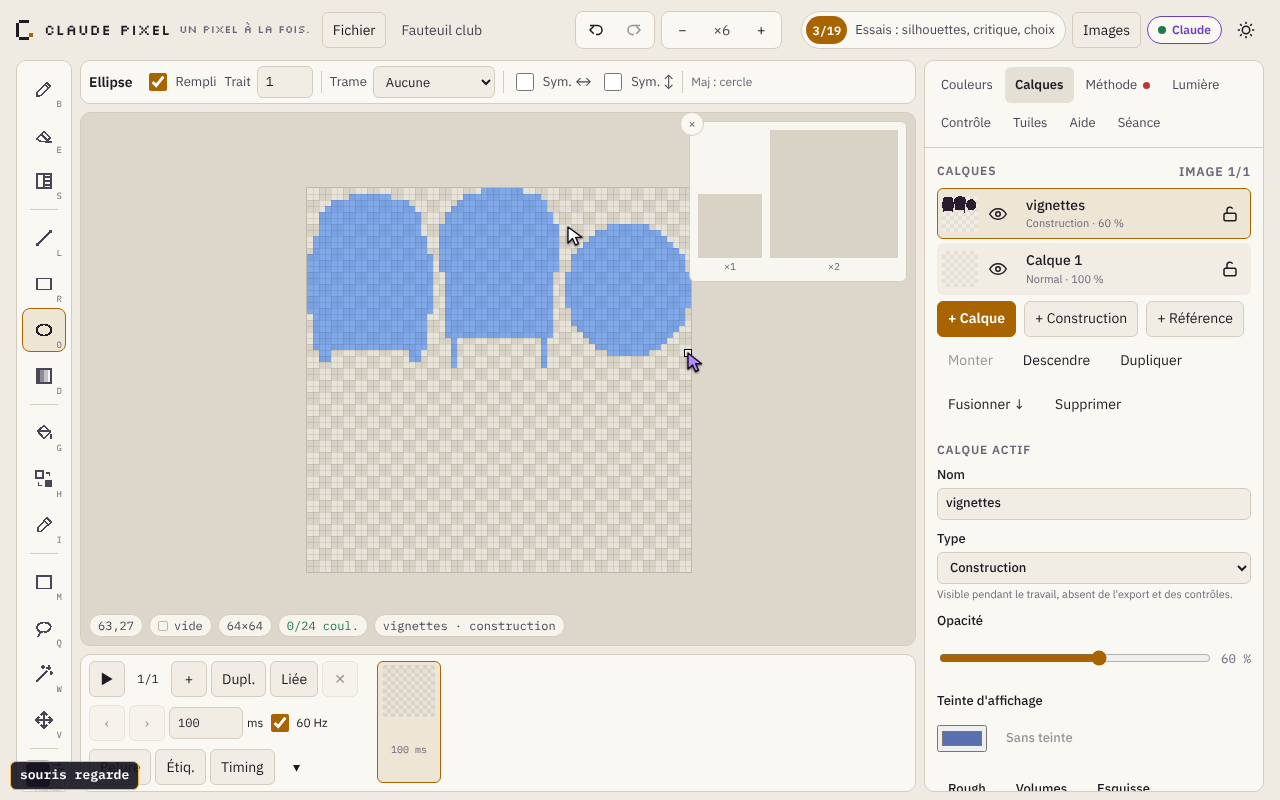 CLAUDE PIXEL
UN PIXEL À LA FOIS.
Fichier
Fauteuil club
− ×6 +
3/19 Essais : silhouettes, critique, choix
Images
Claude
Ellipse
Rempli
Trait 1
Trame Aucune
Sym. ↔
Sym. ↕
Maj : cercle
B
E
S
L
R
O
D
G
H
I
M
Q
W
V
×
×1
×2
63,27
vide
64×64
0/24 coul.
vignettes · construction
1/1
+
Dupl.
Liée
×
‹
›
100 ms
60 Hz
Étiq.
Timing
▼
100 ms
souris regarde
Couleurs
Calques
Méthode
Lumière
Contrôle
Tuiles
Aide
Séance
CALQUES
IMAGE 1/1
vignettes
Construction · 60 %
Calque 1
Normal · 100 %
+ Calque
+ Construction
+ Référence
Monter
Descendre
Dupliquer
Fusionner ↓
Supprimer
CALQUE ACTIF
Nom
vignettes
Type
Construction
Visible pendant le travail, absent de l'export et des contrôles.
Opacité
60 %
Teinte d'affichage
Sans teinte
Rough
Volumes
Esquisse